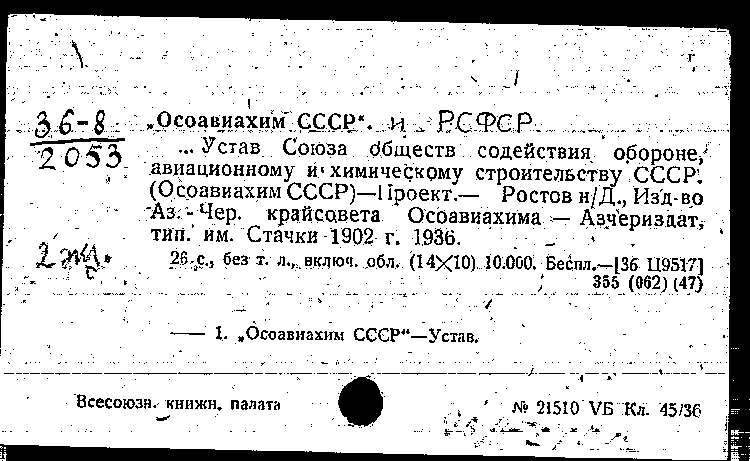 36-8 „Осоавиахим СССР“. и РСФСР
2053 ... Устав Союза обществ содействия обороне,
авиационному и химическому строительству СССР.
(Осоавиахим СССР)—Проект.— Ростов н/Д., Изд-во
Аз.-Чер. крайсовета Осоавиахима — Азчериздат,
тип. им. Стачки 1902 г. 1936.
2
26 с., без т. л., включ. обл. (14X10) 10.000. Беспл.—[36 Ц9517]
355 (062) (47)
—— 1. „Осоавиахим СССР“—Устав.
Всесоюзн. книжн. палата № 21510 VБ Кл. 45/36